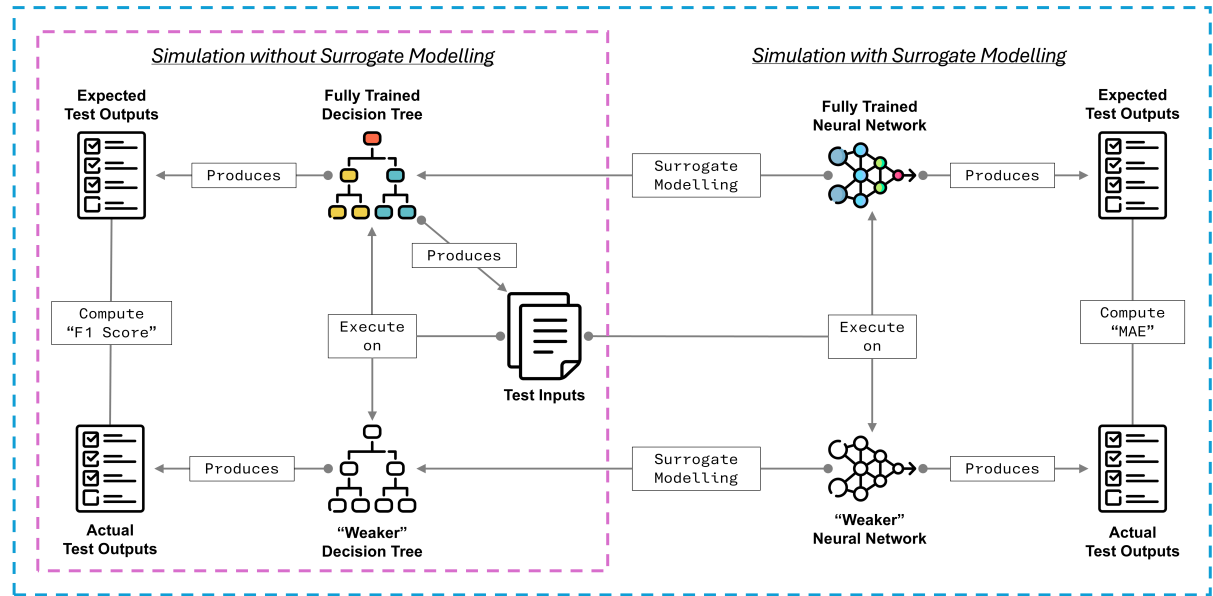 Simulation without Surrogate Modelling
Simulation with Surrogate Modelling
Expected
Test Outputs
Fully Trained
Decision Tree
Fully Trained
Neural Network
Expected
Test Outputs
Produces
Surrogate
Modelling
Produces
Produces
Compute
“F1 Score”
Execute
on
Test Inputs
Execute
on
Compute
“MAE”
Produces
Surrogate
Modelling
Produces
Actual
Test Outputs
“Weaker”
Decision Tree
“Weaker”
Neural Network
Actual
Test Outputs